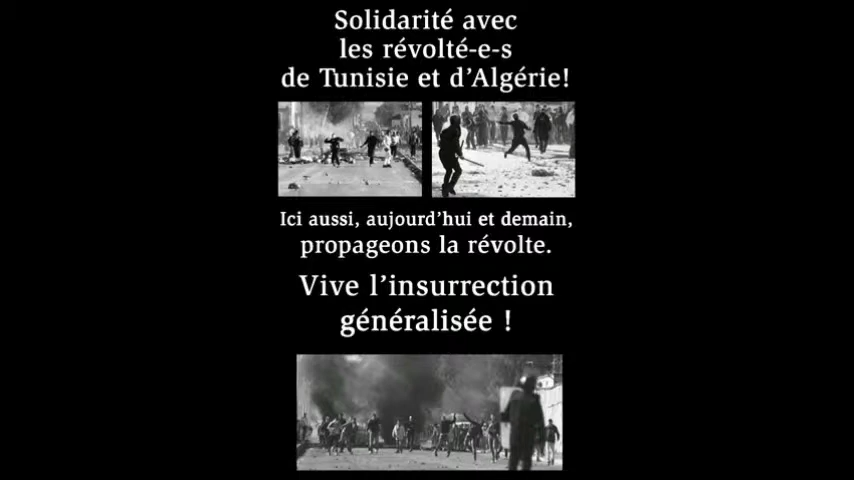 Solidarité avec
les révolté-e-s
de Tunisie et d'Algérie!
Ici aussi, aujourd'hui et demain,
propageons la révolte.
Vive l'insurrection
généralisée !